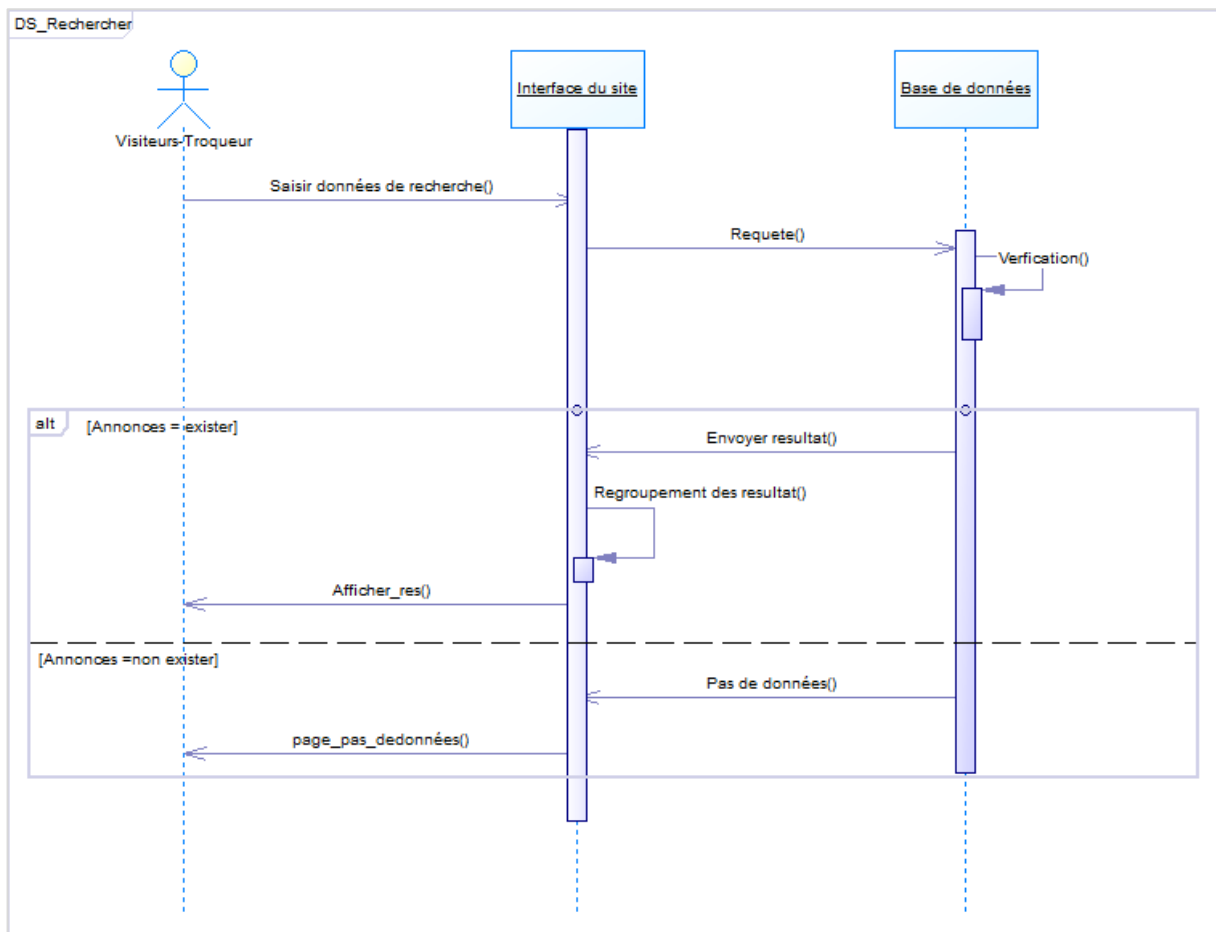 DS_Rechercher
Visiteurs-Troqueur
Interface du site
Base de données
Saisir données de recherche()
Requete()
Verfication()
alt
[Annonces = exister]
Envoyer resultat()
Regroupement des resultat()
Afficher_res()
[Annonces =non exister]
Pas de données()
page_pas_dedonnées()